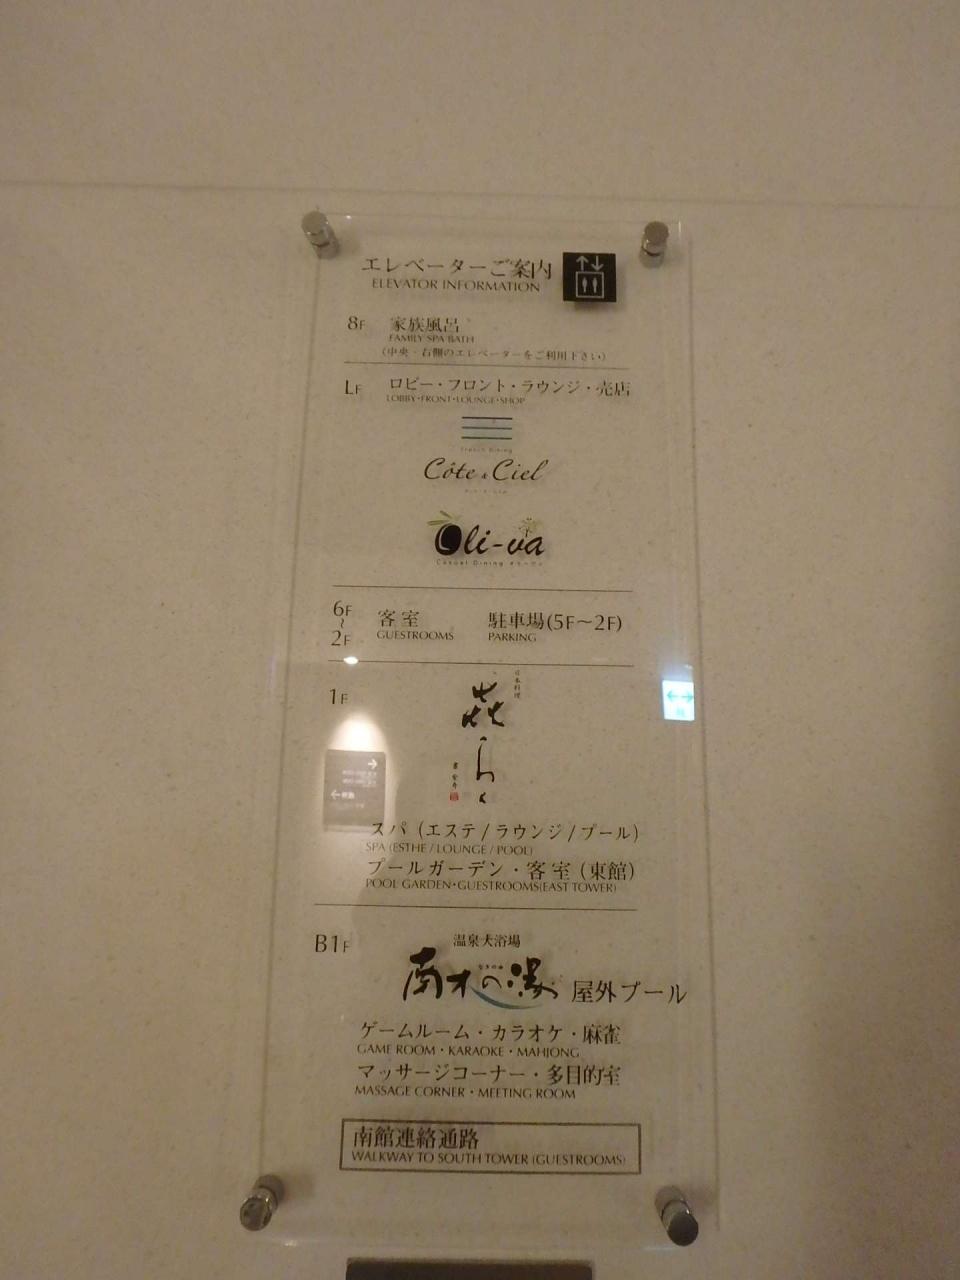 エレベーターご案内
ELEVATOR INFORMATION
8F 家族風呂
FAMILY SPA BATH
(中央・右側のエレベーターをご利用下さい)
LF ロビー・フロント・ラウンジ・売店
LOBBY・FRONT・LOUNGE・SHOP
French Dining
Côte & Ciel
Oli-va
Casual Dining オリーヴァ
6F 〜 2F 客室 駐車場(5F〜2F)
GUESTROOMS PARKING
1F
日本料理
スパ (エステ / ラウンジ / プール)
SPA (ESTHE / LOUNGE / POOL)
プールガーデン・客室 (東館)
POOL GARDEN・GUESTROOMS(EAST TOWER)
B1F 温泉大浴場
屋外プール
ゲームルーム・カラオケ・麻雀
GAME ROOM・KARAOKE・MAHJONG
マッサージコーナー・多目的室
MASSAGE CORNER・MEETING ROOM
南館連絡通路
WALKWAY TO SOUTH TOWER (GUESTROOMS)